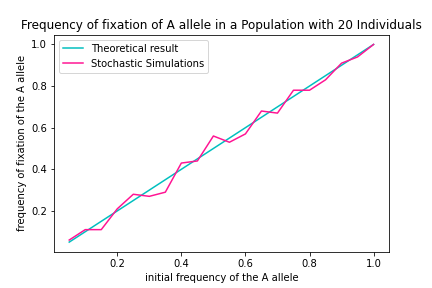 Frequency of fixation of A allele in a Population with 20 Individuals
Theoretical result
Stochastic Simulations
frequency of fixation of the A allele
1.0
0.8
0.6
0.4
0.2
0.2 0.4 0.6 0.8 1.0
initial frequency of the A allele